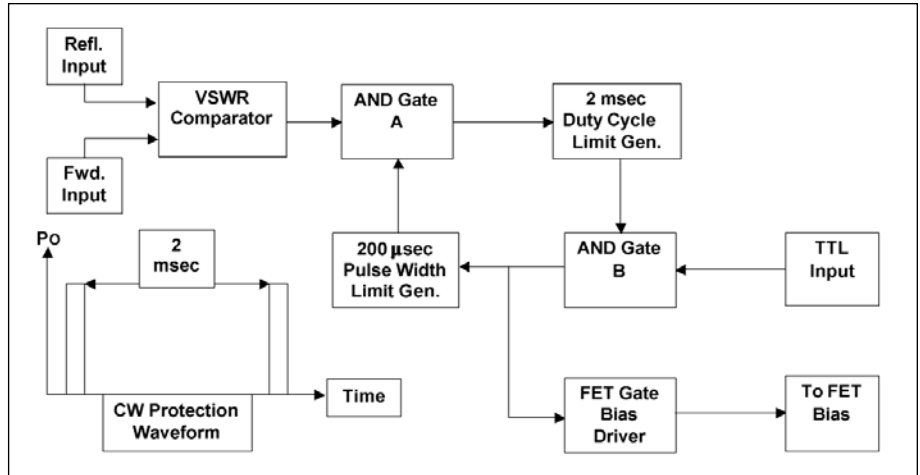 Refl.
Input
VSWR
Comparator
AND Gate
A
2 msec
Duty Cycle
Limit Gen.
Fwd.
Input
Po
2
msec
200 µsec
Pulse Width
Limit Gen.
AND Gate
B
TTL
Input
CW Protection
Waveform
Time
FET Gate
Bias
Driver
To FET
Bias